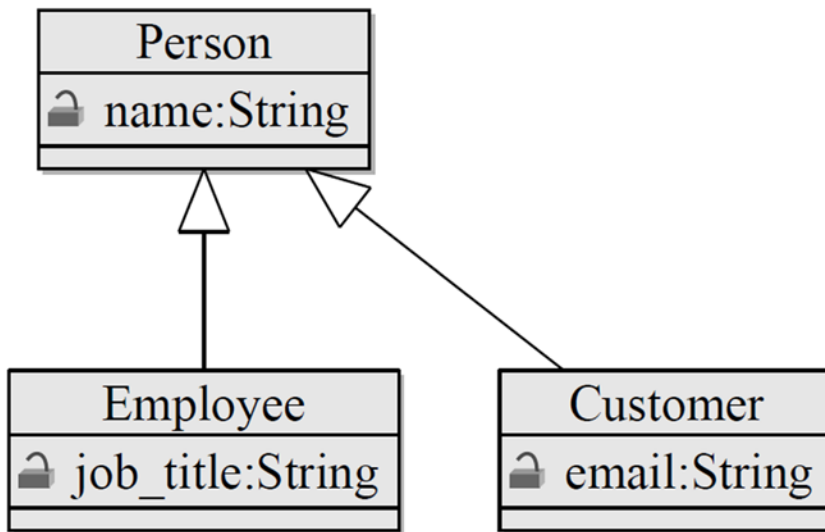 Person
name:String
Employee
job_title:String
Customer
email:String